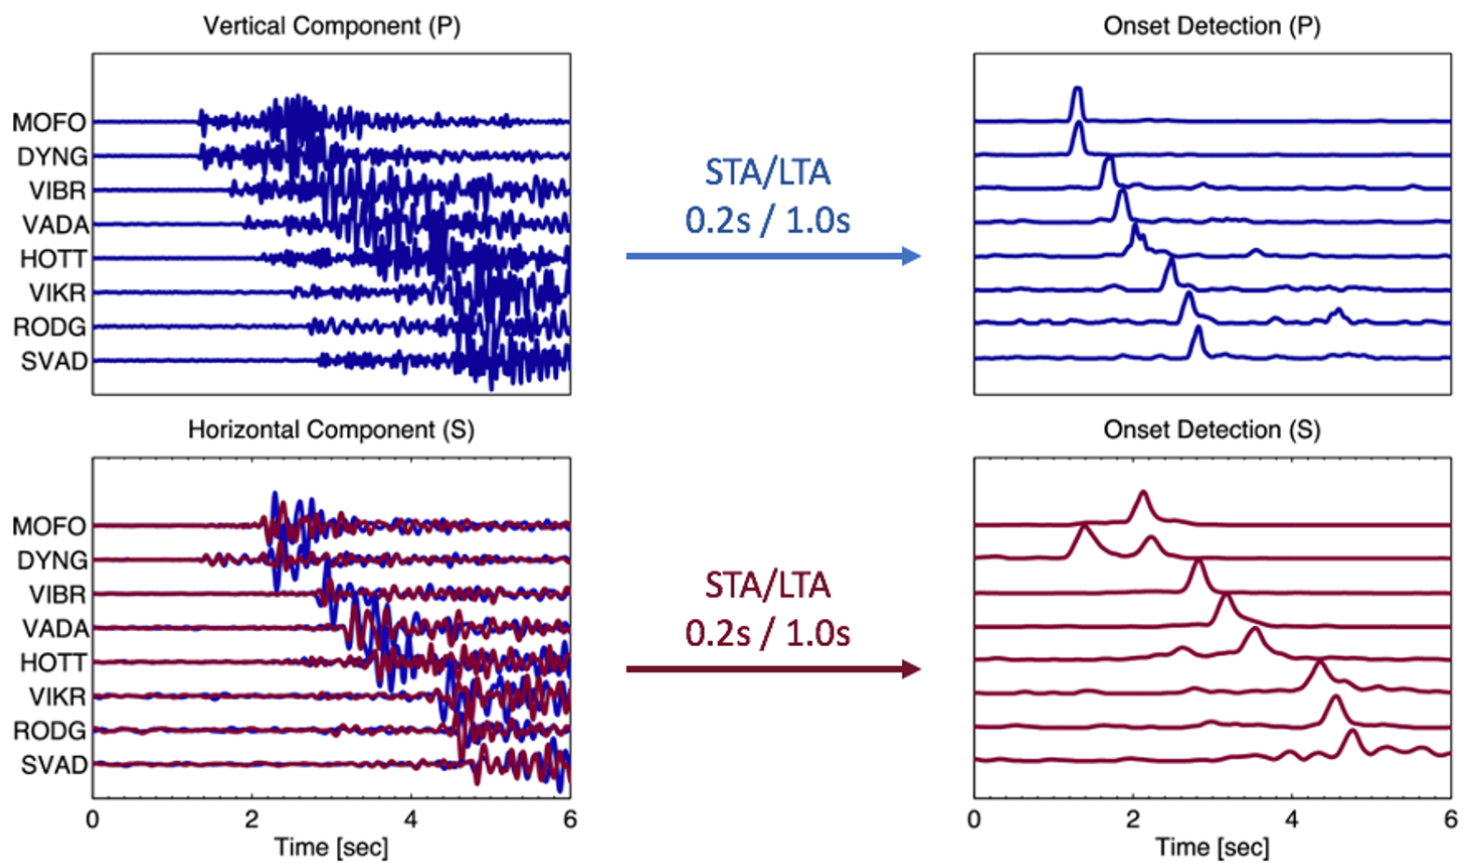 Vertical Component (P)
Onset Detection (P)
MOFO
DYNG
VIBR
VADA
HOTT
VIKR
RODG
SVAD
STA/LTA
0.2s / 1.0s
Horizontal Component (S)
Onset Detection (S)
MOFO
DYNG
VIBR
VADA
HOTT
VIKR
RODG
SVAD
STA/LTA
0.2s / 1.0s
0 2 4 6
Time [sec]
0 2 4 6
Time [sec]